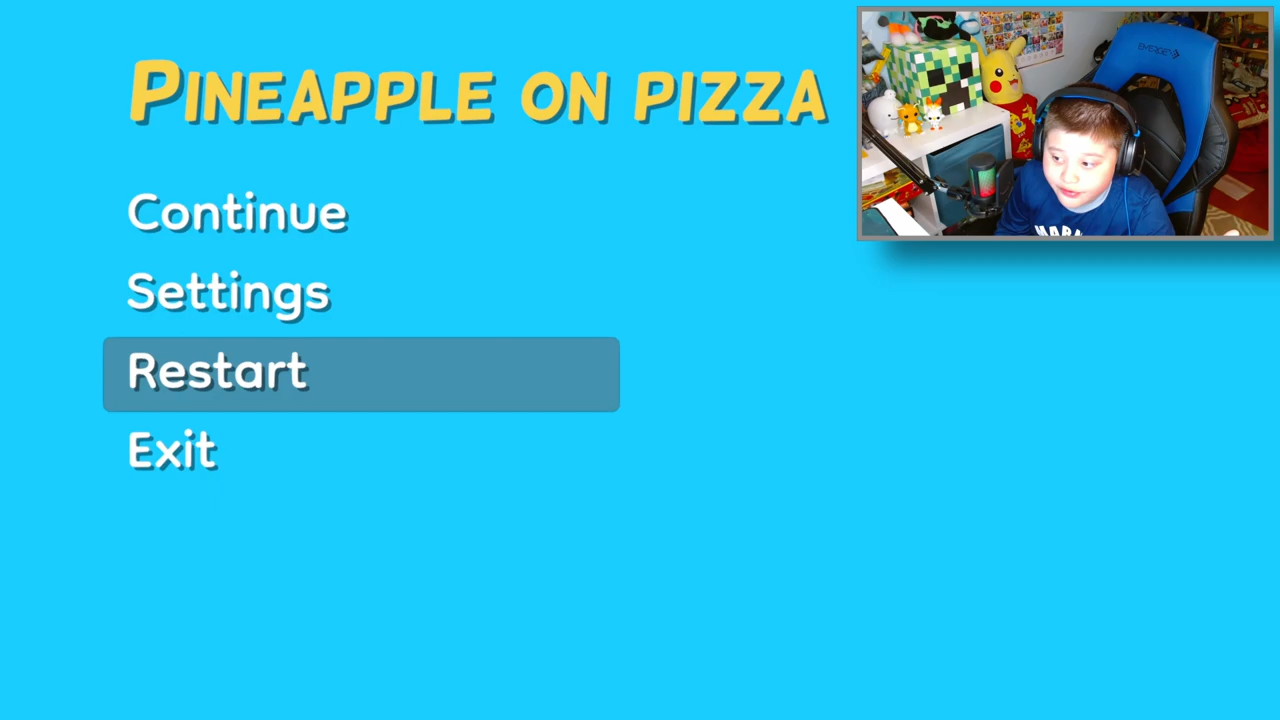 Pineapple on pizza
Continue
Settings
Restart
Exit